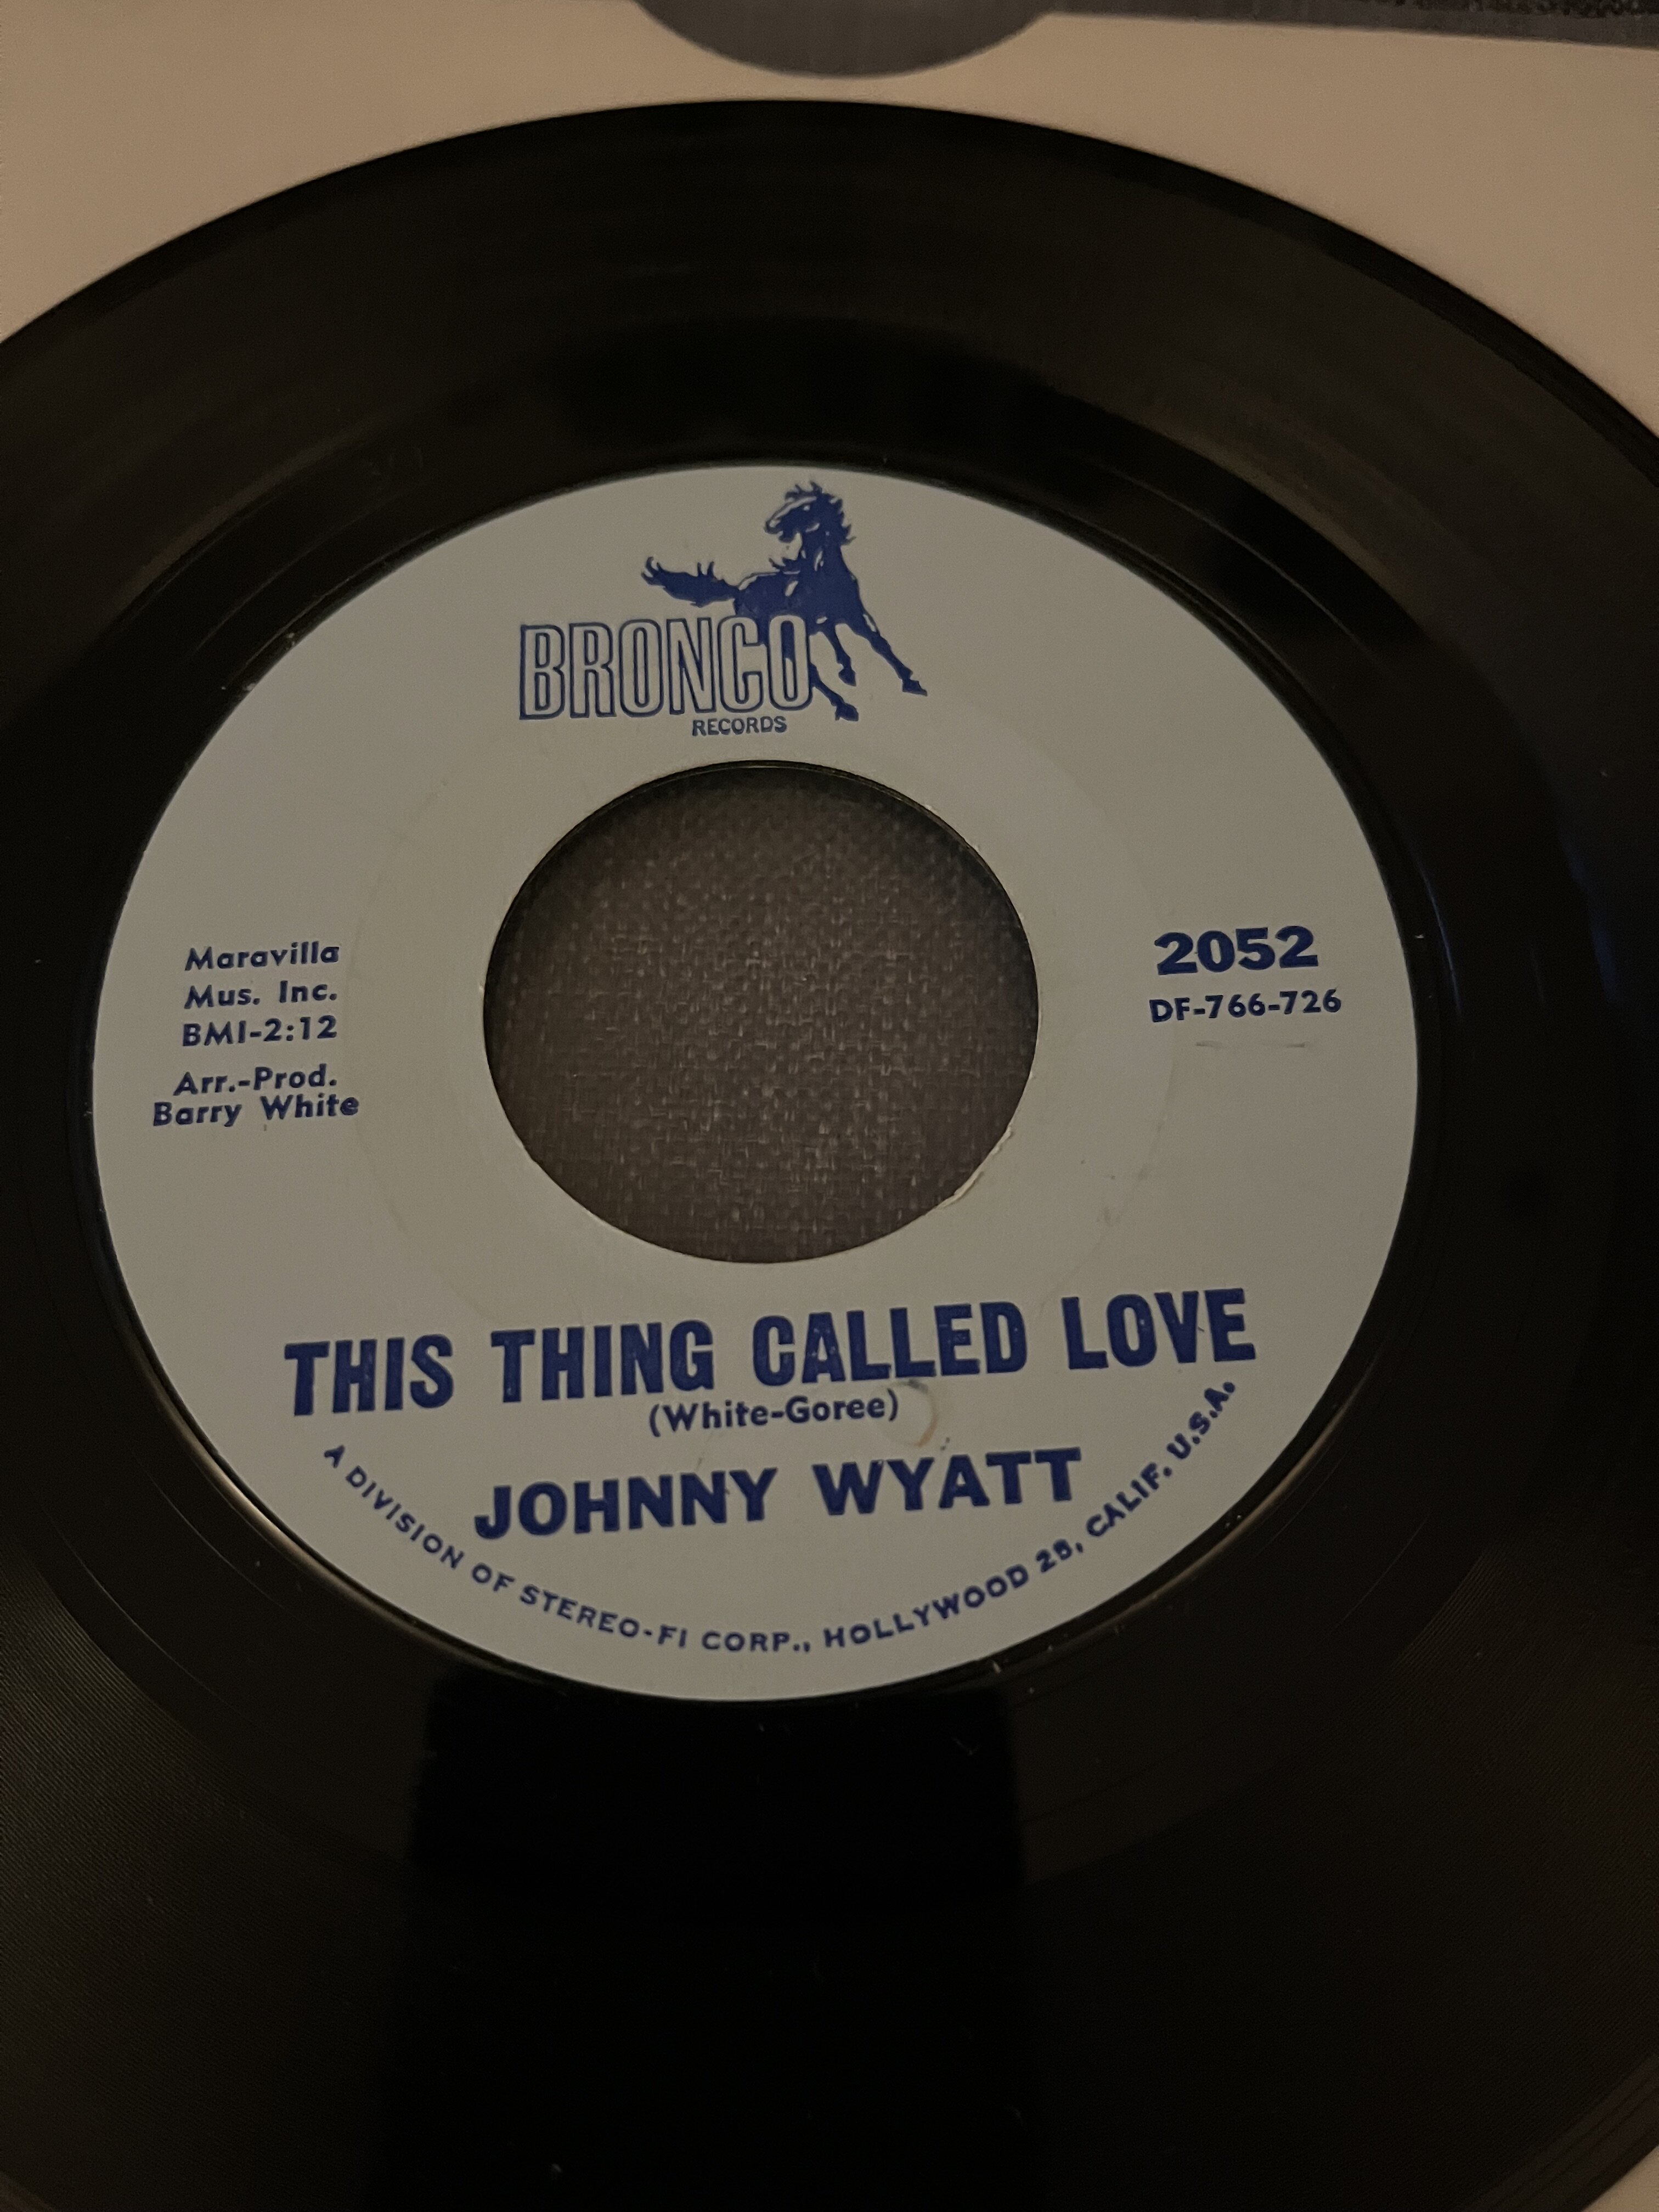 BRONCO
RECORDS
Maravilla
Mus. Inc.
BMI-2:12
Arr.-Prod.
Barry White
2052
DF-766-726
THIS THING CALLED LOVE
(White-Goree)
JOHNNY WYATT
A DIVISION OF STEREO-FI CORP., HOLLYWOOD 28, CALIF. U.S.A.